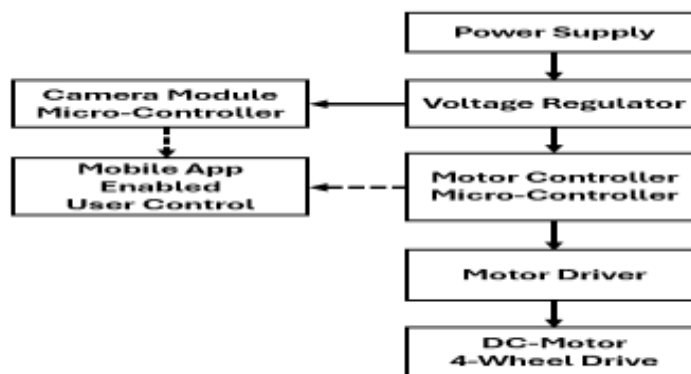 Power Supply
Camera Module
Micro-Controller
Voltage Regulator
Mobile App
Enabled
User Control
Motor Controller
Micro-Controller
Motor Driver
DC-Motor
4-Wheel Drive